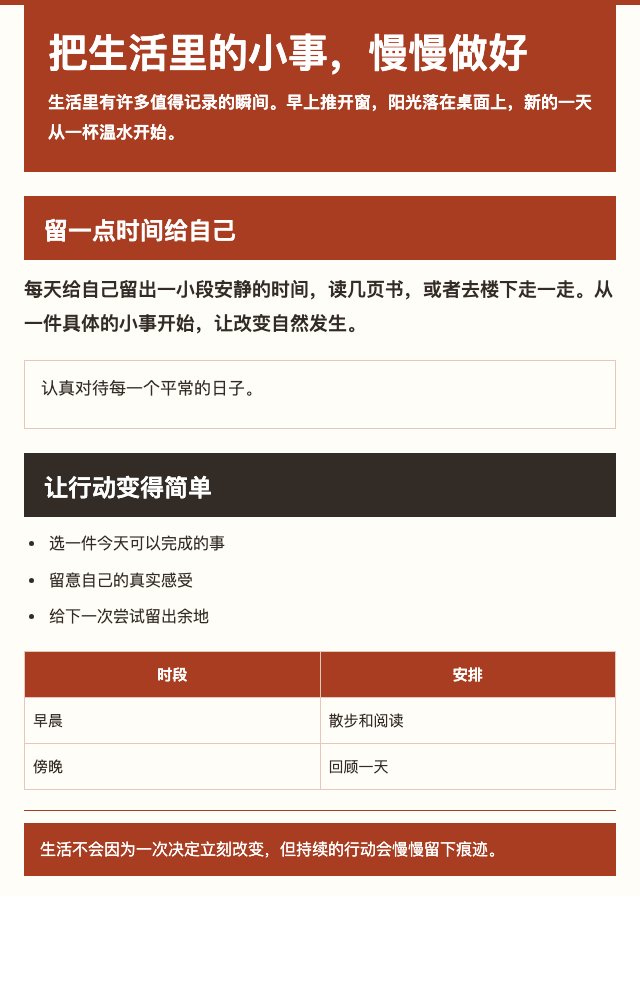 把生活里的小事，慢慢做好
生活里有许多值得记录的瞬间。早上推开窗，阳光落在桌面上，新的一天
从一杯温水开始。
留一点时间给自己
每天给自己留出一小段安静的时间，读几页书，或者去楼下走一走。从
一件具体的小事开始，让改变自然发生。
认真对待每一个平常的日子。
让行动变得简单
• 选一件今天可以完成的事
• 留意自己的真实感受
• 给下一次尝试留出余地
时段 安排
早晨 散步和阅读
傍晚 回顾一天
生活不会因为一次决定立刻改变，但持续的行动会慢慢留下痕迹。